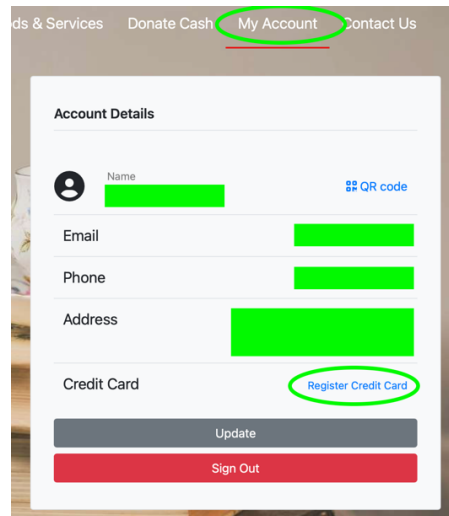 ds & Services Donate Cash My Account Contact Us
Account Details
Name
QR code
Email
Phone
Address
Credit Card Register Credit Card
Update
Sign Out